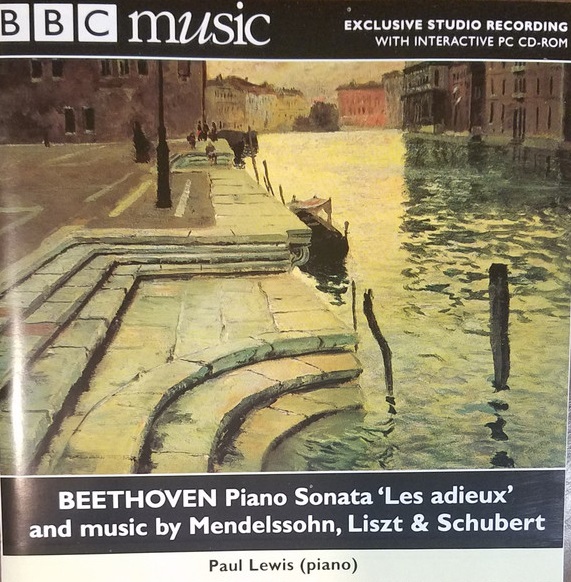 BBC music
EXCLUSIVE STUDIO RECORDING
WITH INTERACTIVE PC CD-ROM
BEETHOVEN Piano Sonata ‘Les adieux’
and music by Mendelssohn, Liszt & Schubert
Paul Lewis (piano)